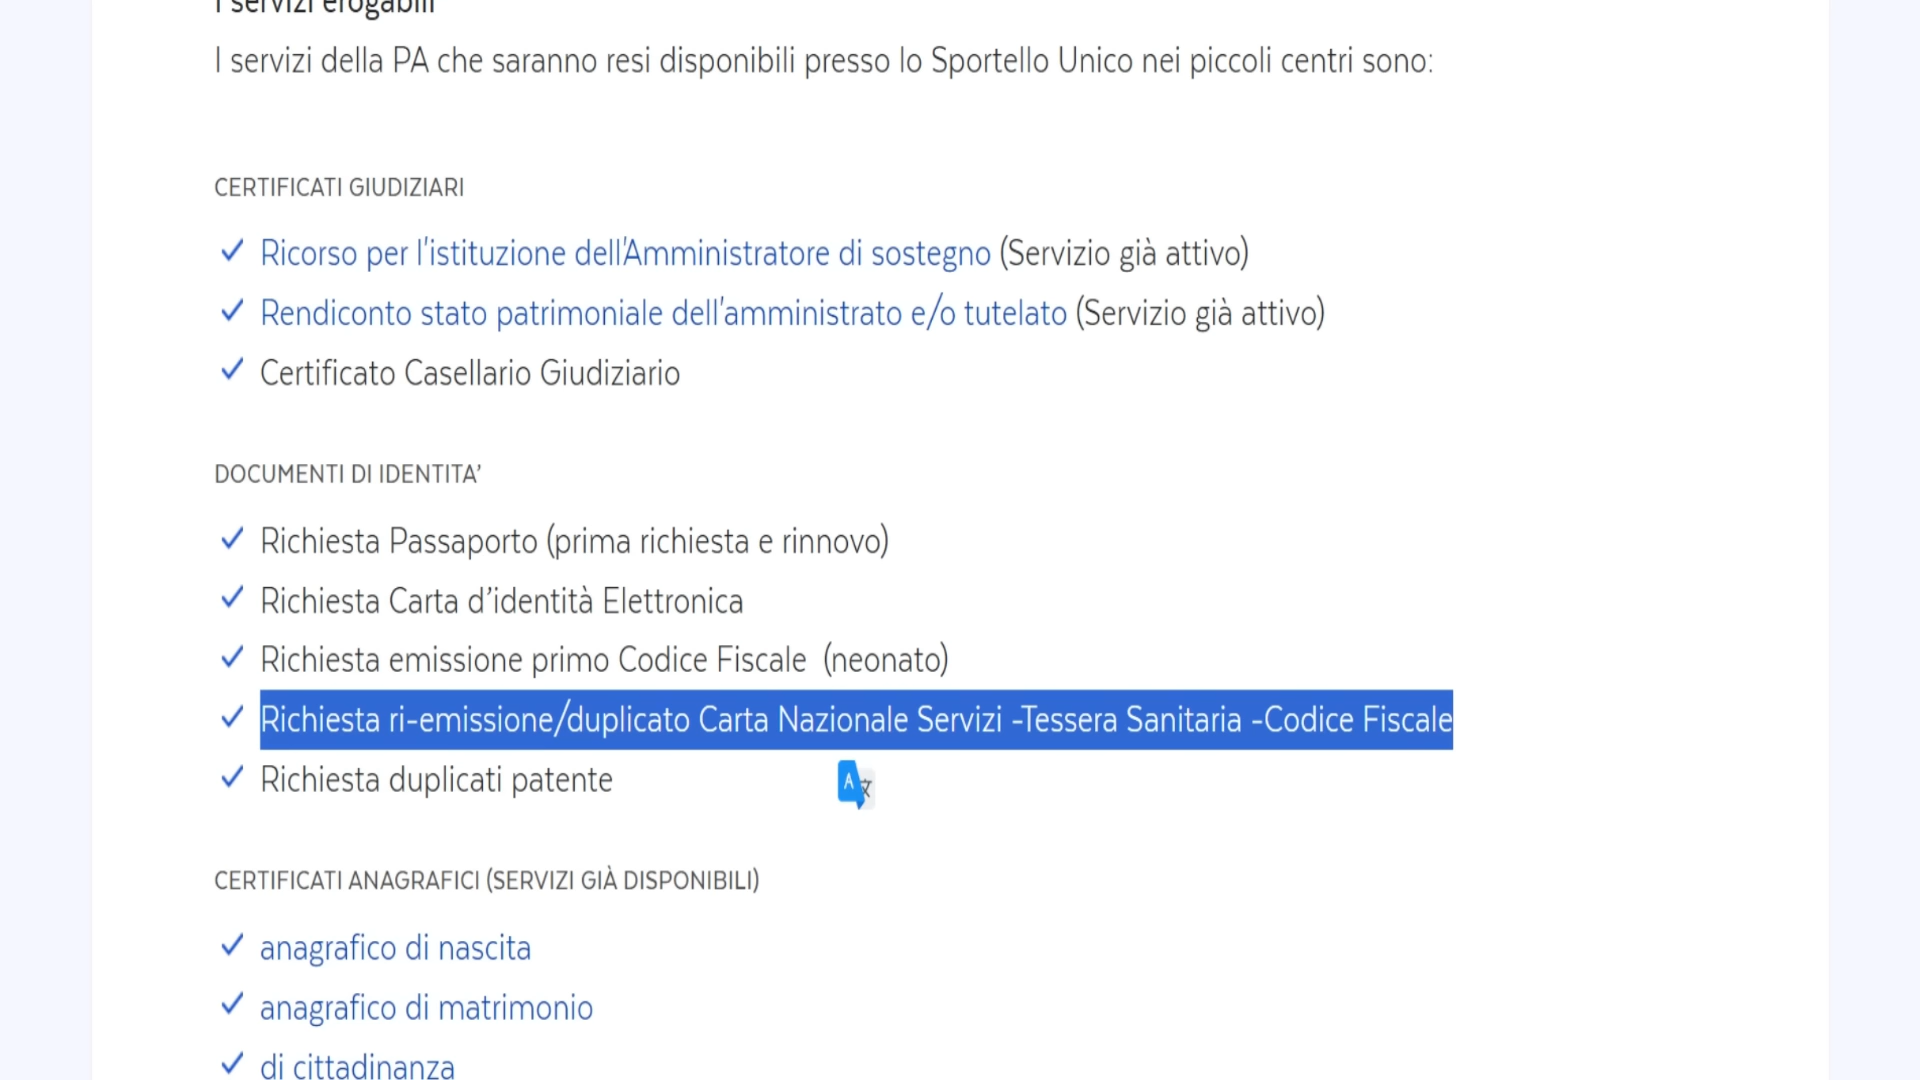 I servizi erogabili
I servizi della PA che saranno resi disponibili presso lo Sportello Unico nei piccoli centri sono:
CERTIFICATI GIUDIZIARI
Ricorso per l'istituzione dell'Amministratore di sostegno (Servizio già attivo)
Rendiconto stato patrimoniale dell'amministrato e/o tutelato (Servizio già attivo)
Certificato Casellario Giudiziario
DOCUMENTI DI IDENTITA’
Richiesta Passaporto (prima richiesta e rinnovo)
Richiesta Carta d’identità Elettronica
Richiesta emissione primo Codice Fiscale (neonato)
Richiesta ri-emissione/duplicato Carta Nazionale Servizi -Tessera Sanitaria -Codice Fiscale
Richiesta duplicati patente
A文
CERTIFICATI ANAGRAFICI (SERVIZI GIÀ DISPONIBILI)
anagrafico di nascita
anagrafico di matrimonio
di cittadinanza